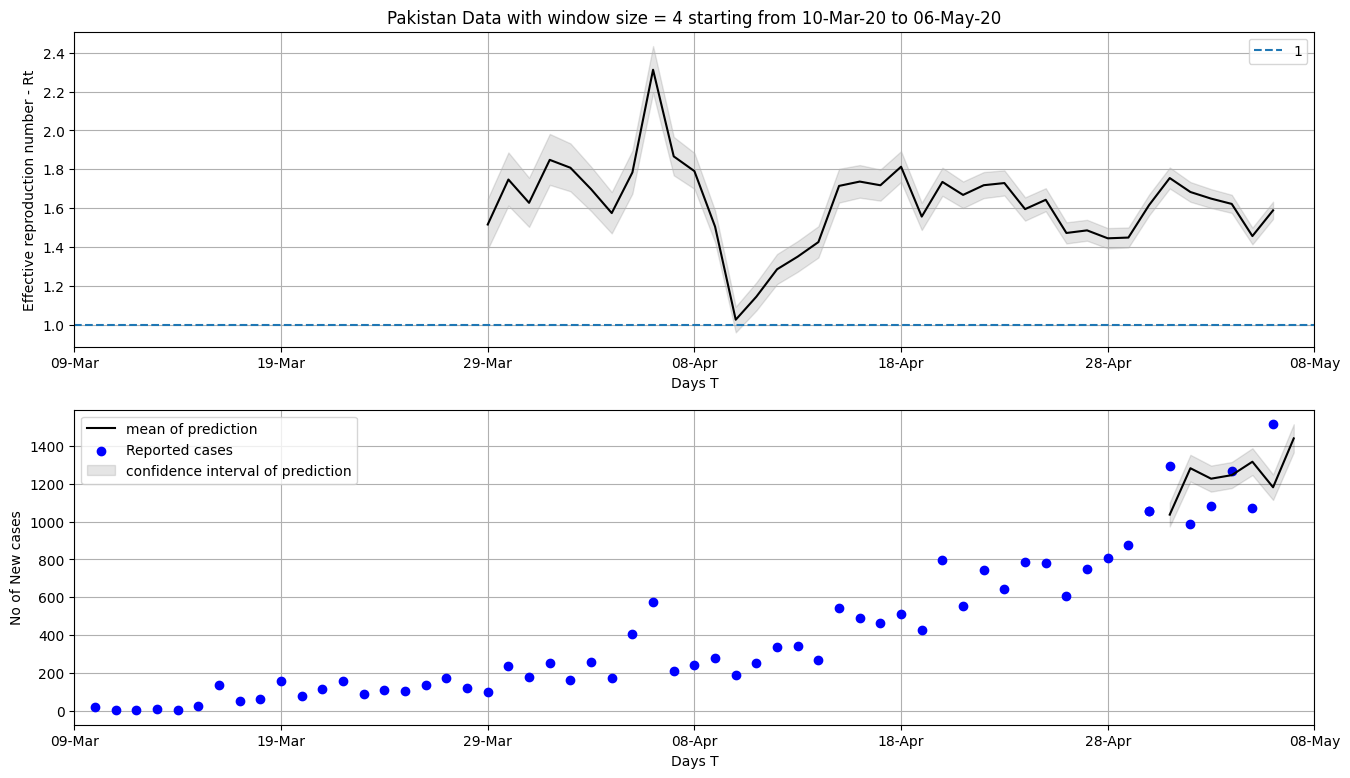 Pakistan Data with window size = 4 starting from 10-Mar-20 to 06-May-20
Effective reproduction number - Rt
2.4
2.2
2.0
1.8
1.6
1.4
1.2
1.0
1
09-Mar
19-Mar
29-Mar
08-Apr
18-Apr
28-Apr
08-May
Days T
No of New cases
1400
1200
1000
800
600
400
200
0
mean of prediction
Reported cases
confidence interval of prediction
09-Mar
19-Mar
29-Mar
08-Apr
18-Apr
28-Apr
08-May
Days T